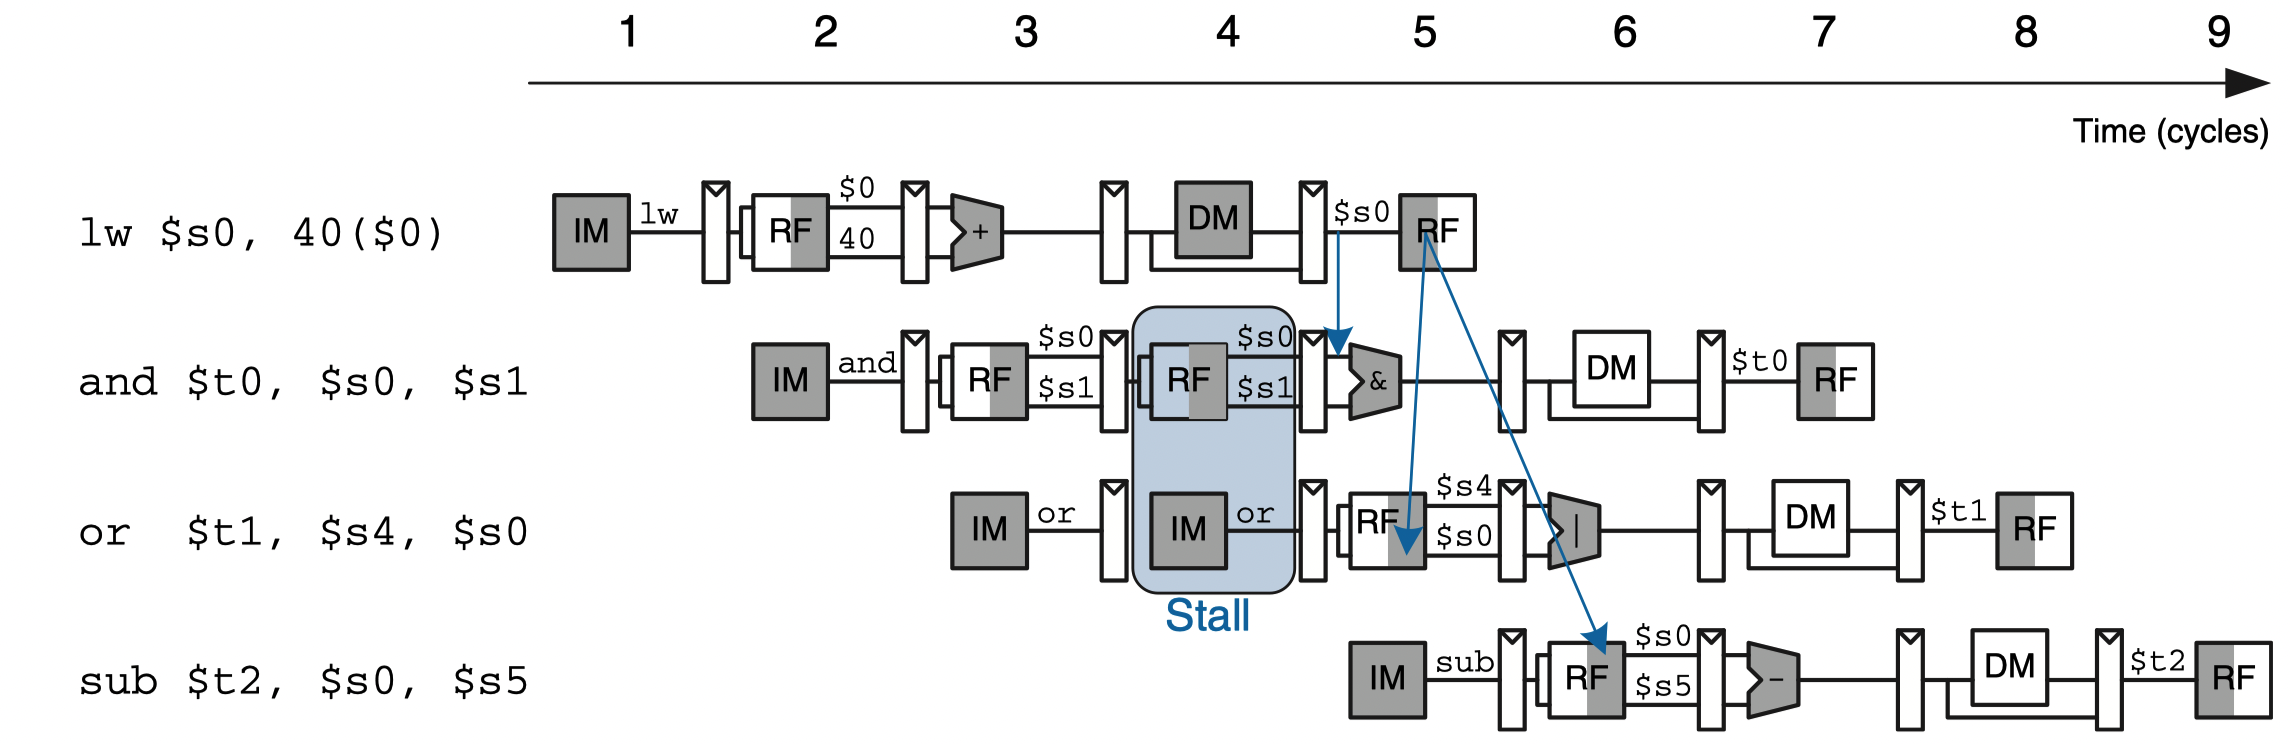 1 2 3 4 5 6 7 8 9
Time (cycles)
lw $s0, 40($0) IM lw RF $0 40 + DM $s0 RF
and $t0, $s0, $s1 IM and RF $s0 $s1 RF $s0 $s1 & DM $t0 RF
or $t1, $s4, $s0 IM or IM or RF $s4 $s0 | DM $t1 RF
Stall
sub $t2, $s0, $s5 IM sub RF $s0 $s5 - DM $t2 RF